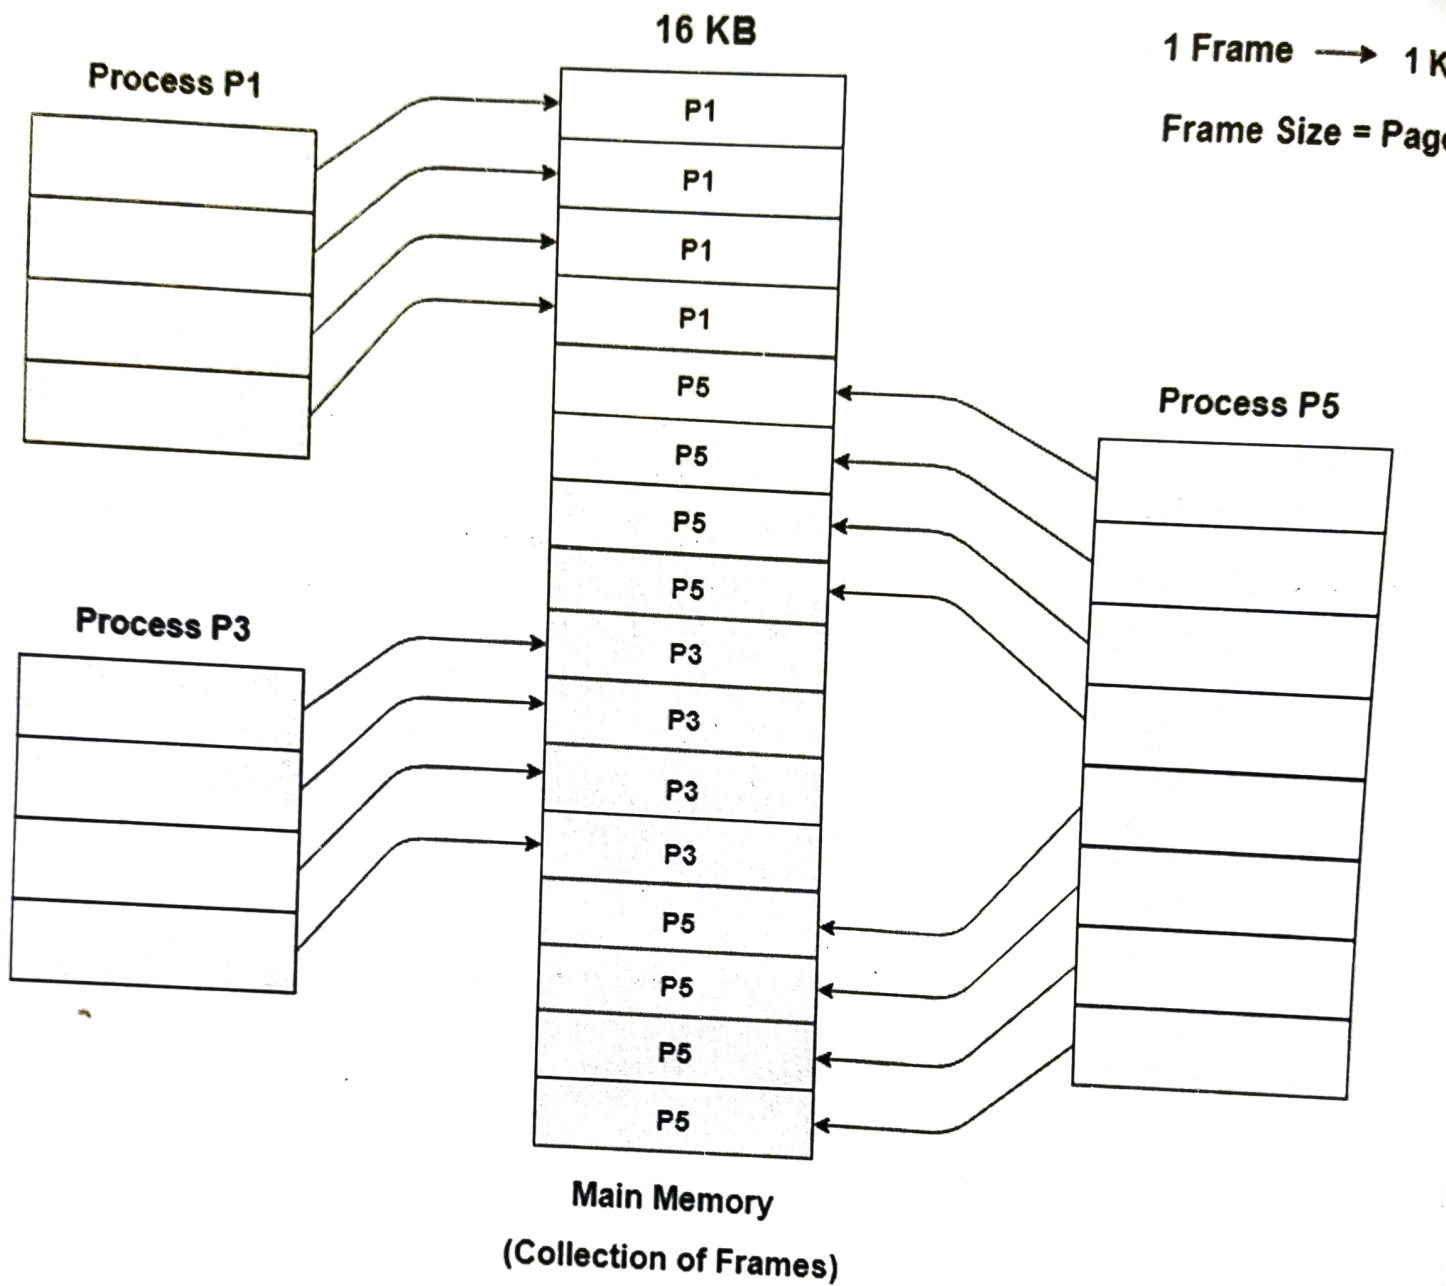 16 KB
1 Frame → 1 K
Frame Size = Page
Process P1
P1
P1
P1
P1
P5
P5
P5
P5
P3
P3
P3
P3
P5
P5
P5
P5
Process P5
Process P3
Main Memory
(Collection of Frames)